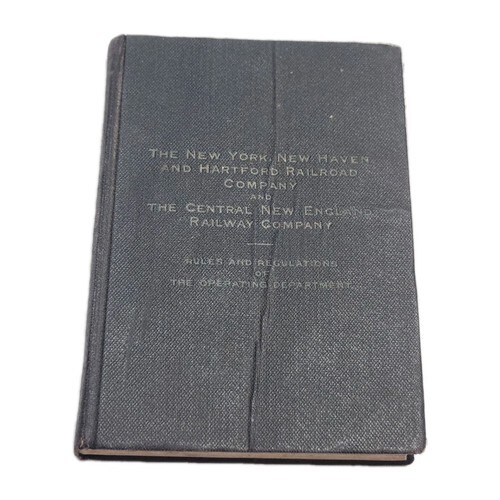 THE NEW YORK, NEW HAVEN
AND HARTFORD RAILROAD
COMPANY
AND
THE CENTRAL NEW ENGLAND
RAILWAY COMPANY
RULES AND REGULATIONS
OF
THE OPERATING DEPARTMENT